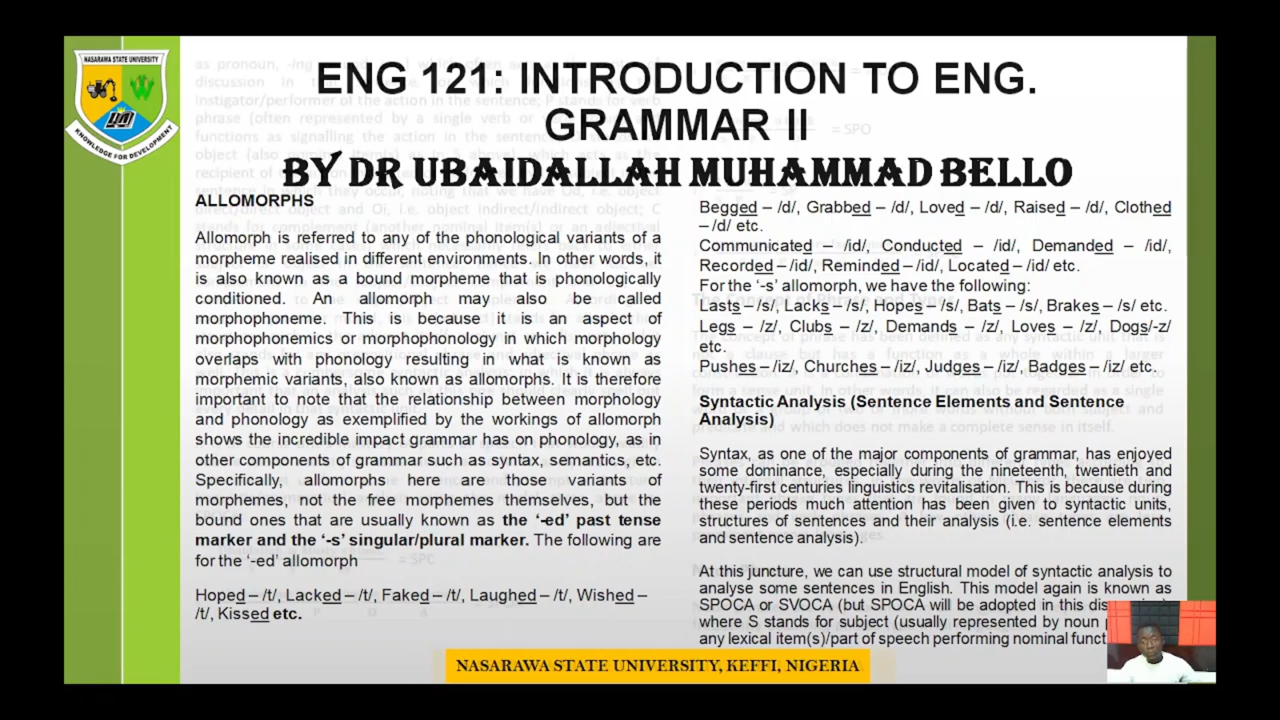 NASARAWA STATE UNIVERSITY
KNOWLEDGE FOR DEVELOPMENT
ENG 121: INTRODUCTION TO ENG.
GRAMMAR II
BY DR UBAIDALLAH MUHAMMAD BELLO
ALLOMORPHS
Allomorph is referred to any of the phonological variants of a
morpheme realised in different environments. In other words, it
is also known as a bound morpheme that is phonologically
conditioned. An allomorph may also be called
morphophoneme. This is because it is an aspect of
morphophonemics or morphophonology in which morphology
overlaps with phonology resulting in what is known as
morphemic variants, also known as allomorphs. It is therefore
important to note that the relationship between morphology
and phonology as exemplified by the workings of allomorph
shows the incredible impact grammar has on phonology, as in
other components of grammar such as syntax, semantics, etc.
Specifically, allomorphs here are those variants of
morphemes, not the free morphemes themselves, but the
bound ones that are usually known as the ‘-ed’ past tense
marker and the ‘-s’ singular/plural marker. The following are
for the ‘-ed’ allomorph
Hoped – /t/, Lacked – /t/, Faked – /t/, Laughed – /t/, Wished –
/t/, Kissed etc.
Begged – /d/, Grabbed – /d/, Loved – /d/, Raised – /d/, Clothed
– /d/ etc.
Communicated – /id/, Conducted – /id/, Demanded – /id/,
Recorded – /id/, Reminded – /id/, Located – /id/ etc.
For the ‘-s’ allomorph, we have the following:
Lasts – /s/, Lacks – /s/, Hopes – /s/, Bats – /s/, Brakes – /s/ etc.
Legs – /z/, Clubs – /z/, Demands – /z/, Loves – /z/, Dogs/-z/
etc.
Pushes – /iz/, Churches – /iz/, Judges – /iz/, Badges – /iz/ etc.
Syntactic Analysis (Sentence Elements and Sentence
Analysis)
Syntax, as one of the major components of grammar, has enjoyed
some dominance, especially during the nineteenth, twentieth and
twenty-first centuries linguistics revitalisation. This is because during
these periods much attention has been given to syntactic units,
structures of sentences and their analysis (i.e. sentence elements
and sentence analysis).
At this juncture, we can use structural model of syntactic analysis to
analyse some sentences in English. This model again is known as
SPOCA or SVOCA (but SPOCA will be adopted in this
where S stands for subject (usually represented by noun
any lexical item(s)/part of speech performing nominal
NASARAWA STATE UNIVERSITY, KEFFI, NIGERIA